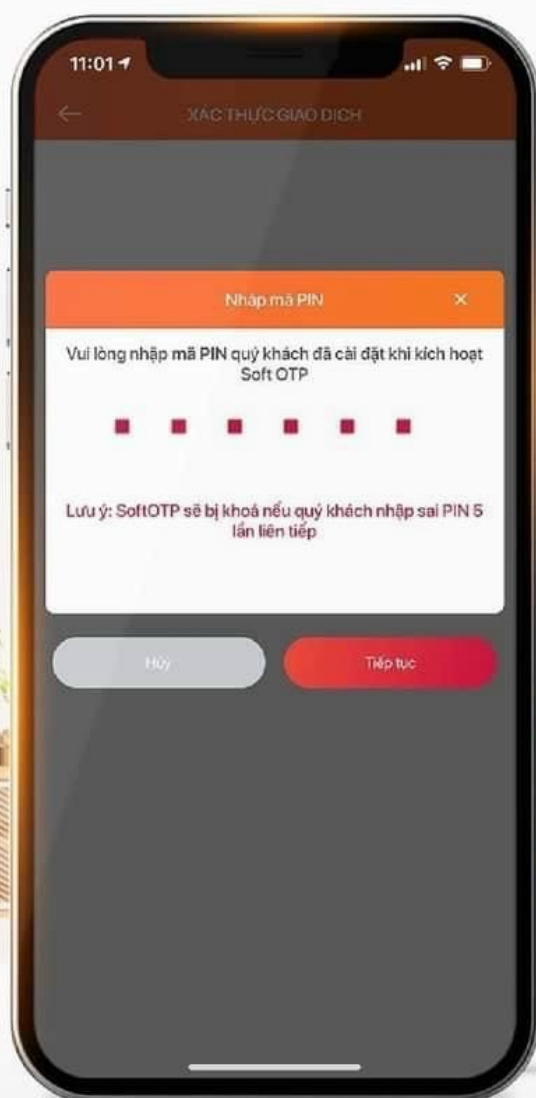 11:01
XÁC THỰC GIAO DỊCH
Nhập mã PIN
Vui lòng nhập mã PIN quý khách đã cài đặt khi kích hoạt
Soft OTP
Lưu ý: SoftOTP sẽ bị khoá nếu quý khách nhập sai PIN 5
lần liên tiếp
Hủy
Tiếp tục